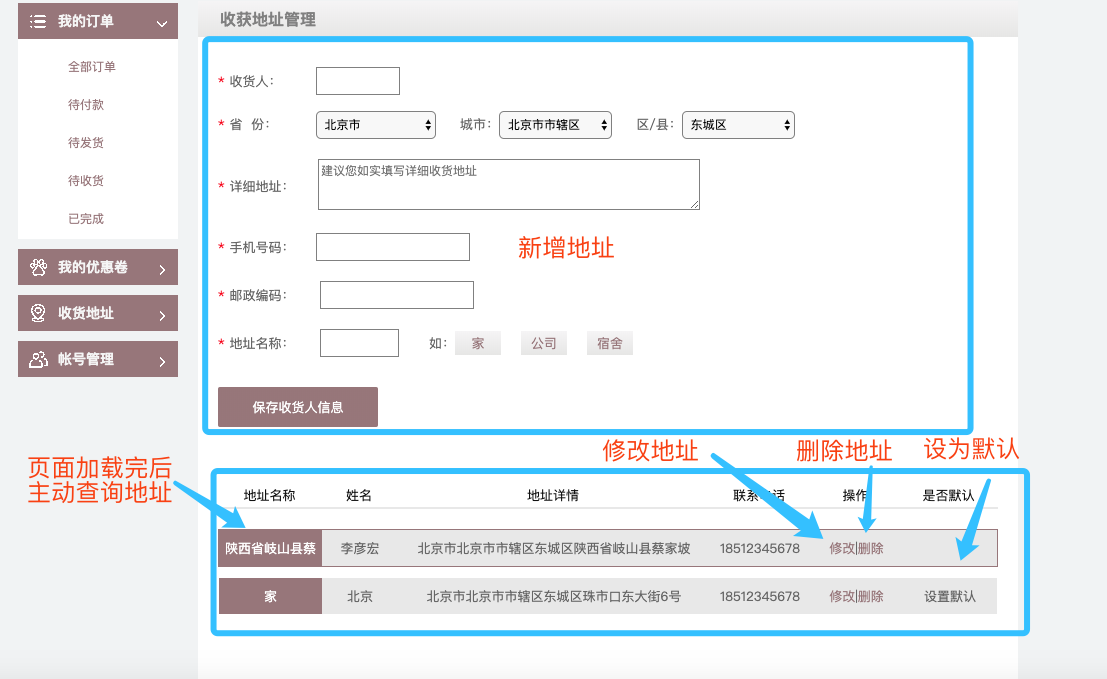 我的订单
全部订单
待付款
待发货
待收货
已完成
我的优惠卷
收货地址
帐号管理
收获地址管理
* 收货人：
* 省 份： 北京市 城市： 北京市市辖区 区/县： 东城区
* 详细地址： 建议您如实填写详细收货地址
* 手机号码：
新增地址
* 邮政编码：
* 地址名称： 如： 家 公司 宿舍
保存收货人信息
页面加载完后
主动查询地址
修改地址 删除地址 设为默认
地址名称 姓名 地址详情 联系 话 操作 是否默认
陕西省岐山县蔡 李彦宏 北京市北京市市辖区东城区陕西省岐山县蔡家坡 18512345678 修改|删除
家 北京 北京市北京市市辖区东城区珠市口东大街6号 18512345678 修改|删除 设置默认